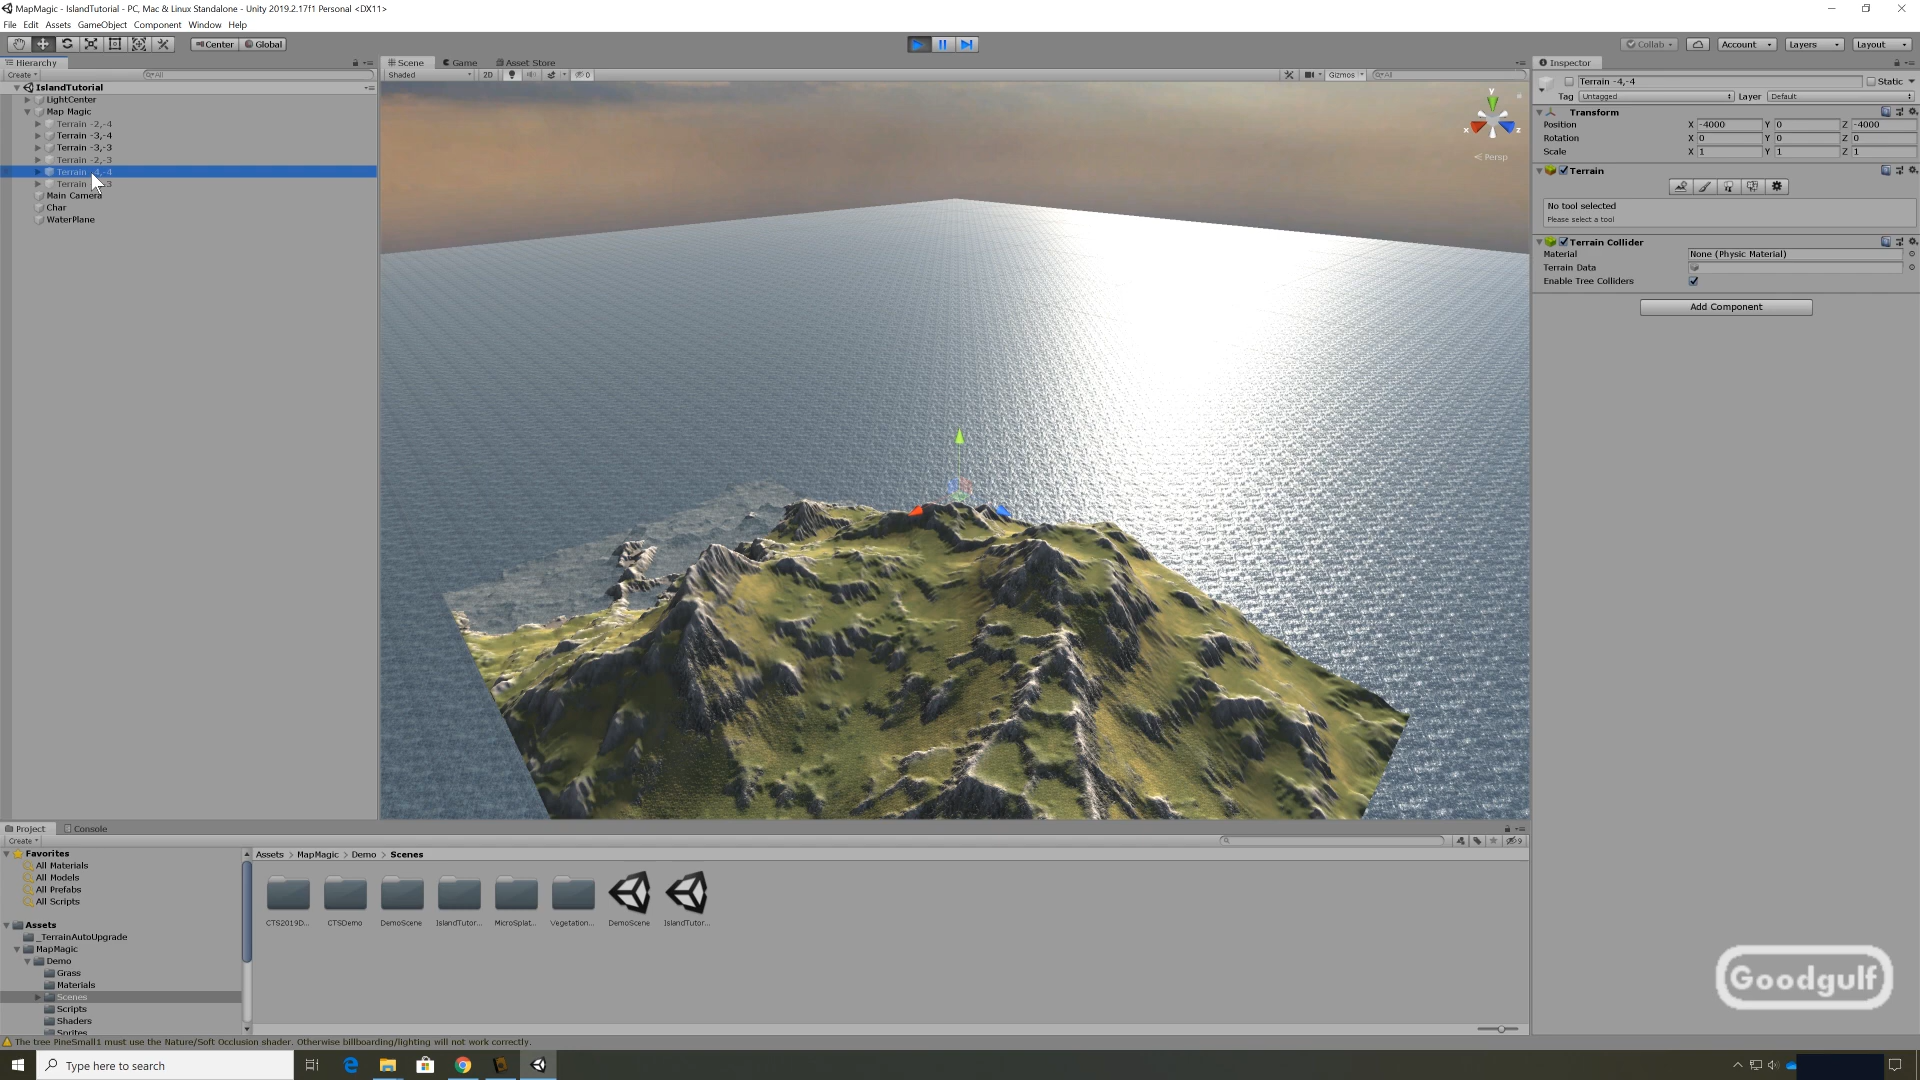 MapMagic - IslandTutorial - PC, Mac & Linux Standalone - Unity 2019.2.17f1 Personal <DX11>
File Edit Assets GameObject Component Window Help
Center Global
Collab Account Layers Layout
Hierarchy
Create All
IslandTutorial
LightCenter
Map Magic
Terrain -2,-4
Terrain -3,-4
Terrain -3,-3
Terrain -2,-3
Terrain -4,-4
Terrain
Main Camera
Char
WaterPlane
Scene Game Asset Store
Shaded 2D 0 Gizmos All
Y
X Z
Persp
Inspector
Terrain -4,-4 Static
Tag Untagged Layer Default
Transform
Position X -4000 Y 0 Z -4000
Rotation X 0 Y 0 Z 0
Scale X 1 Y 1 Z 1
Terrain
No tool selected
Please select a tool
Terrain Collider
Material None (Physic Material)
Terrain Data
Enable Tree Colliders
Add Component
Project Console
Create 9
Favorites
All Materials
All Models
All Prefabs
All Scripts
Assets
_TerrainAutoUpgrade
MapMagic
Demo
Grass
Materials
Scenes
Scripts
Shaders
Sprites
Assets > MapMagic > Demo > Scenes
CTS2019D... CTSDemo DemoScene IslandTutor... MicroSplat... Vegetation... DemoScene IslandTutor...
Goodgulf
The tree PineSmall1 must use the Nature/Soft Occlusion shader. Otherwise billboarding/lighting will not work correctly.
Type here to search